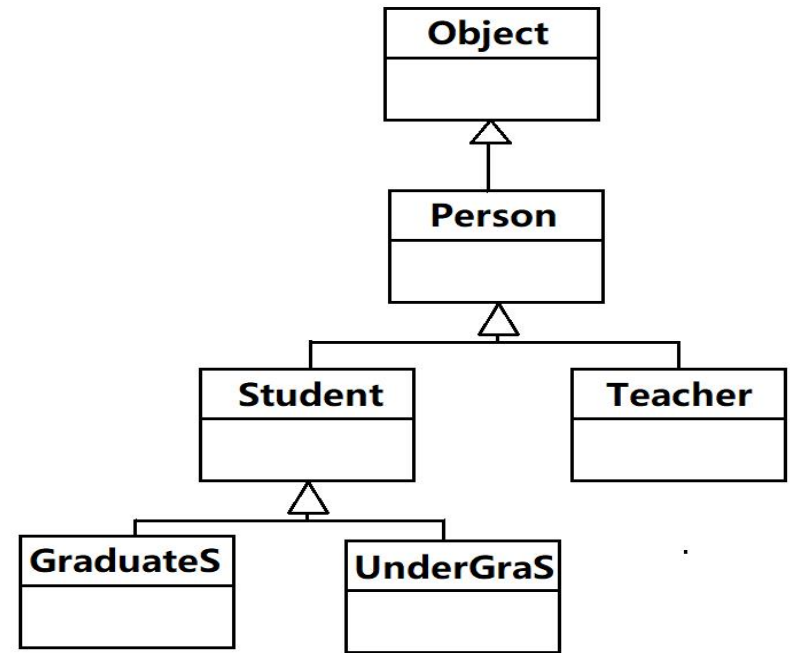 Object
Person
Student
Teacher
GraduateS
UnderGraS